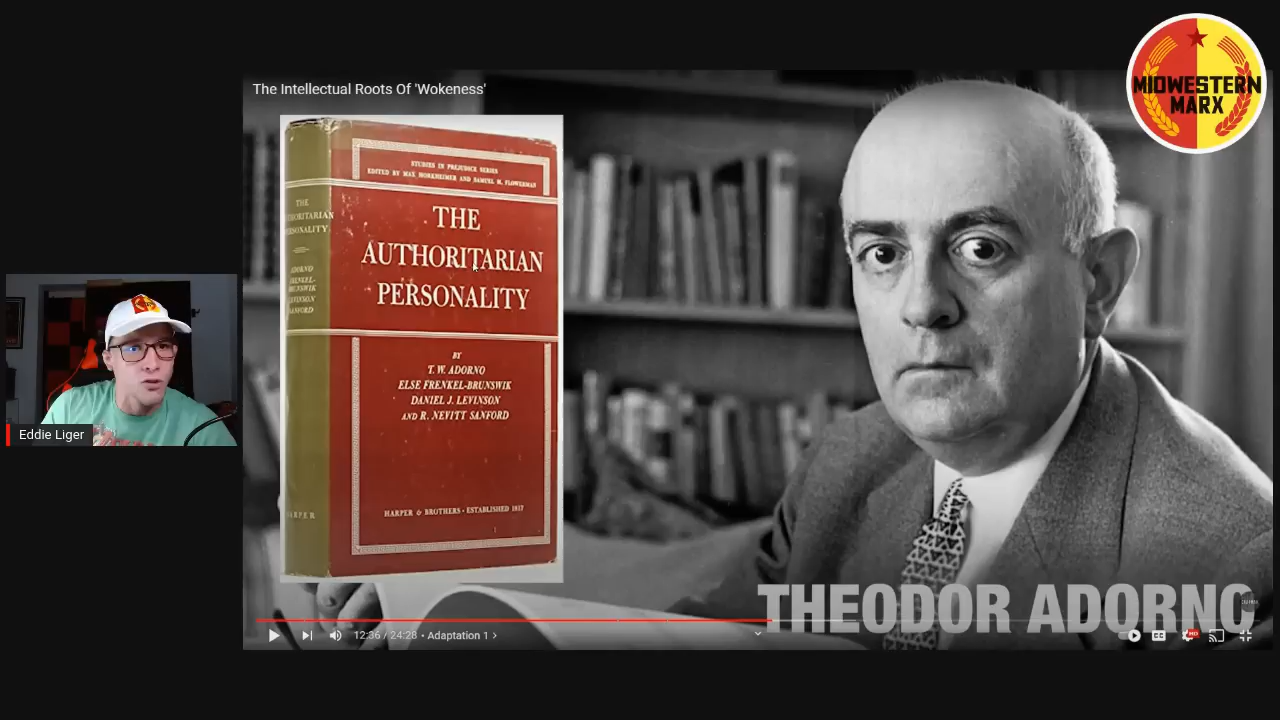 The Intellectual Roots Of 'Wokeness'
MIDWESTERN
MARX
STUDIES IN PREJUDICE SERIES
EDITED BY MAX HORKHEIMER AND SAMUEL H. FLOWERMAN
THE
AUTHORITARIAN
PERSONALITY
BY
T. W. ADORNO
ELSE FRENKEL-BRUNSWIK
DANIEL J. LEVINSON
AND R. NEVITT SANFORD
HARPER & BROTHERS • ESTABLISHED 1817
THE
AUTHORITARIAN
PERSONALITY
ADORNO
FRENKEL-
BRUNSWIK
LEVINSON
SANFORD
HARPER
Eddie Liger
THEODOR ADORNO
12:36 / 24:28 • Adaptation 1 >
CC
HD